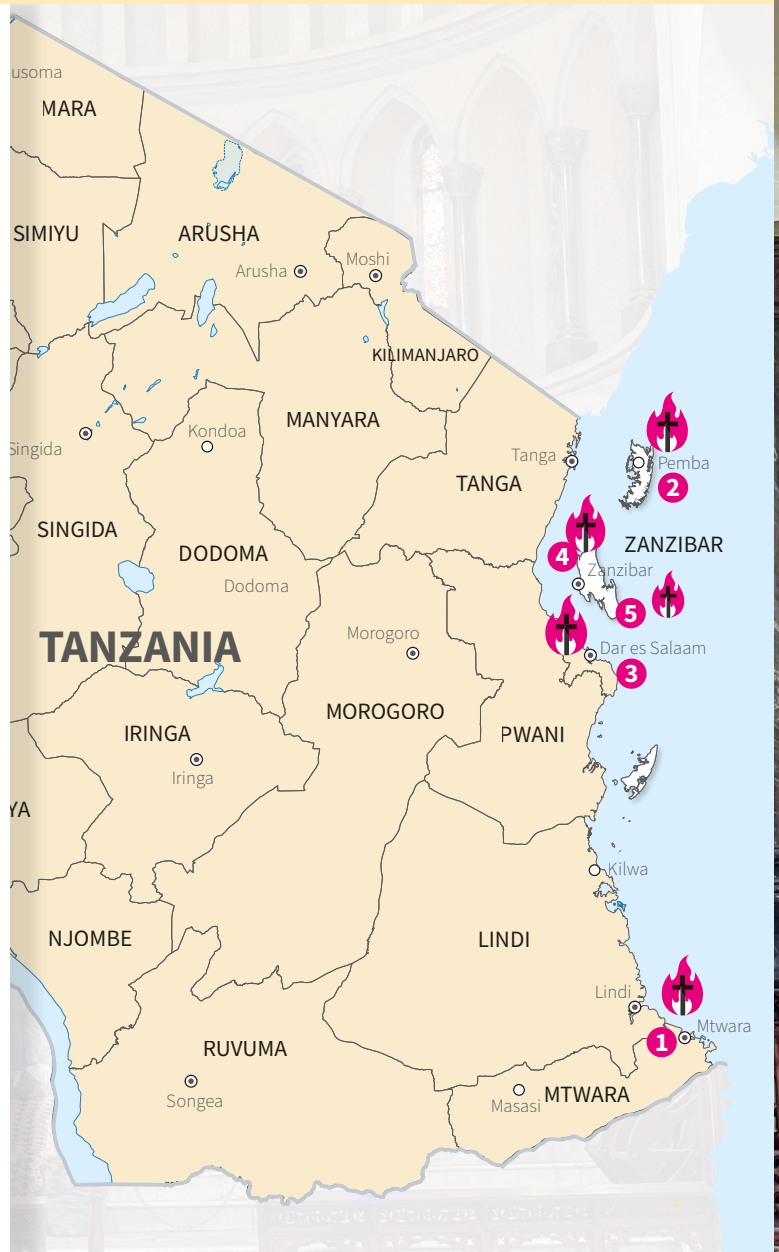 usoma
MARA
SIMIYU
ARUSHA
Arusha
Moshi
KILIMANJARO
MANYARA
Kondoa
Singida
Tanga
TANGA
Pemba
2
SINGIDA
DODOMA
Dodoma
ZANZIBAR
4
Zanzibar
5
TANZANIA
Morogoro
Dar es Salaam
3
MOROGORO
IRINGA
PWANI
Iringa
YA
Kilwa
NJOMBE
LINDI
Lindi
Mtwara
1
RUVUMA
Songea
Masasi
MTWARA